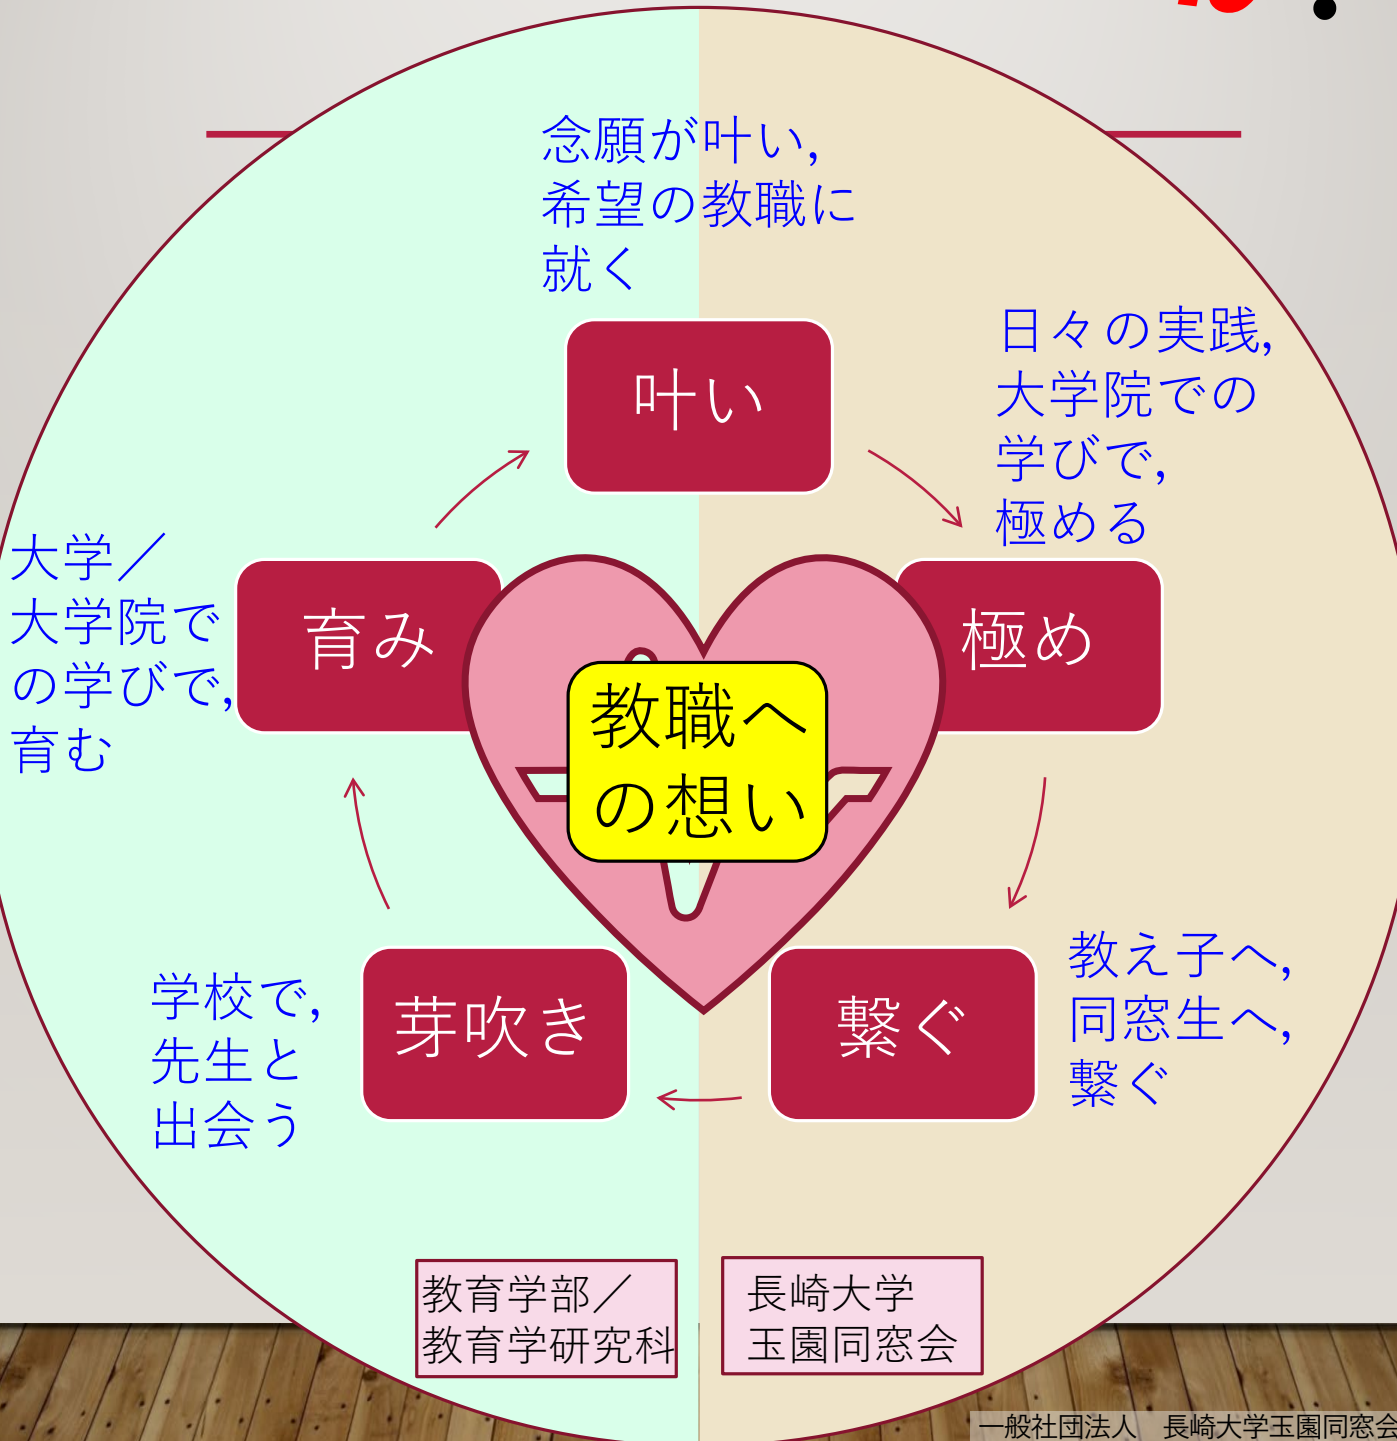 念願が叶い,
希望の教職に
就く
叶い
日々の実践,
大学院での
学びで,
極める
極め
教え子へ,
同窓生へ,
繋ぐ
繋ぐ
学校で,
先生と
出会う
芽吹き
大学／
大学院で
の学びで,
育む
育み
教職へ
の想い
教育学部／
教育学研究科
長崎大学
玉園同窓会
一般社団法人　長崎大学玉園同窓会